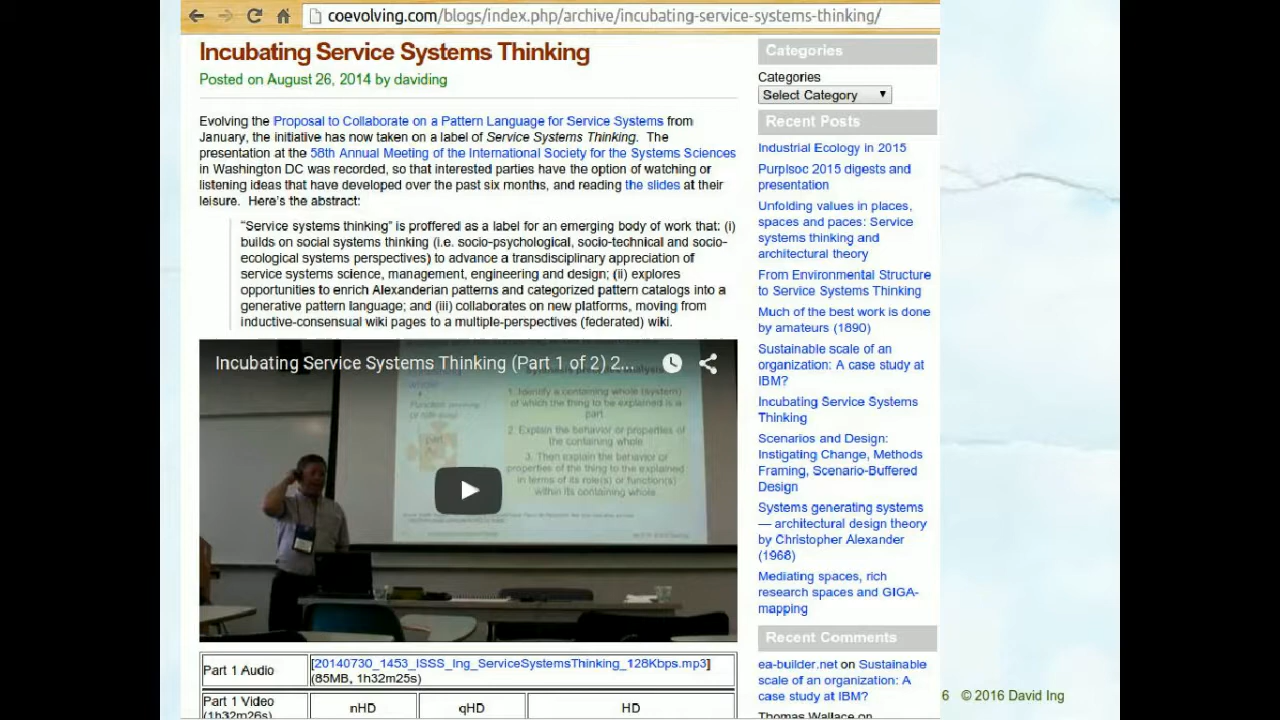 coevolving.com/blogs/index.php/archive/incubating-service-systems-thinking/
Incubating Service Systems Thinking
Posted on August 26, 2014 by daviding
Evolving the Proposal to Collaborate on a Pattern Language for Service Systems from
January, the initiative has now taken on a label of Service Systems Thinking. The
presentation at the 58th Annual Meeting of the International Society for the Systems Sciences
in Washington DC was recorded, so that interested parties have the option of watching or
listening ideas that have developed over the past six months, and reading the slides at their
leisure. Here's the abstract:
"Service systems thinking" is proffered as a label for an emerging body of work that: (i)
builds on social systems thinking (i.e. socio-psychological, socio-technical and socio-
ecological systems perspectives) to advance a transdisciplinary appreciation of
service systems science, management, engineering and design; (ii) explores
opportunities to enrich Alexanderian patterns and categorized pattern catalogs into a
generative pattern language; and (iii) collaborates on new platforms, moving from
inductive-consensual wiki pages to a multiple-perspectives (federated) wiki.
Incubating Service Systems Thinking (Part 1 of 2) 2...
1. Identify a containing whole (system)
of which the thing to be explained is a
part.
2. Explain the behavior or properties of
the containing whole
3. Then explain the behavior or
properties of the thing to the explained
in terms of its role(s) or function(s)
within its containing whole.
Part 1 Audio
[20140730_1453_ISSS_Ing_ServiceSystemsThinking_128Kbps.mp3]
(85MB, 1h32m25s)
Part 1 Video
(1h32m26s)
nHD
qHD
HD
Categories
Categories
Select Category
Recent Posts
Industrial Ecology in 2015
Purplsoc 2015 digests and
presentation
Unfolding values in places,
spaces and paces: Service
systems thinking and
architectural theory
From Environmental Structure
to Service Systems Thinking
Much of the best work is done
by amateurs (1890)
Sustainable scale of an
organization: A case study at
IBM?
Incubating Service Systems
Thinking
Scenarios and Design:
Instigating Change, Methods
Framing, Scenario-Buffered
Design
Systems generating systems
— architectural design theory
by Christopher Alexander
(1968)
Mediating spaces, rich
research spaces and GIGA-
mapping
Recent Comments
ea-builder.net on Sustainable
scale of an organization: A
case study at IBM?
Thomas Wallace on
6 © 2016 David Ing